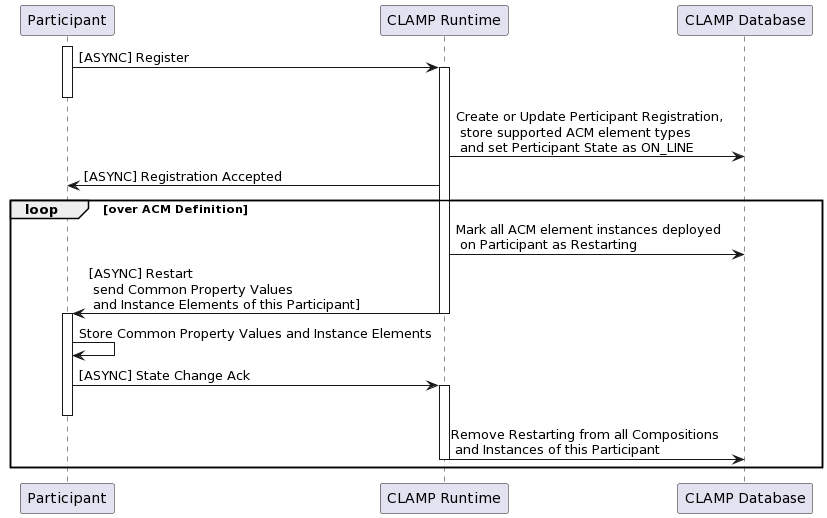 Participant
CLAMP Runtime
CLAMP Database
[ASYNC] Register
Create or Update Perticipant Registration,
store supported ACM element types
and set Perticipant State as ON_LINE
[ASYNC] Registration Accepted
loop
[over ACM Definition]
Mark all ACM element instances deployed
on Participant as Restarting
[ASYNC] Restart
send Common Property Values
and Instance Elements of this Participant]
Store Common Property Values and Instance Elements
[ASYNC] State Change Ack
Remove Restarting from all Compositions
and Instances of this Participant
Participant
CLAMP Runtime
CLAMP Database